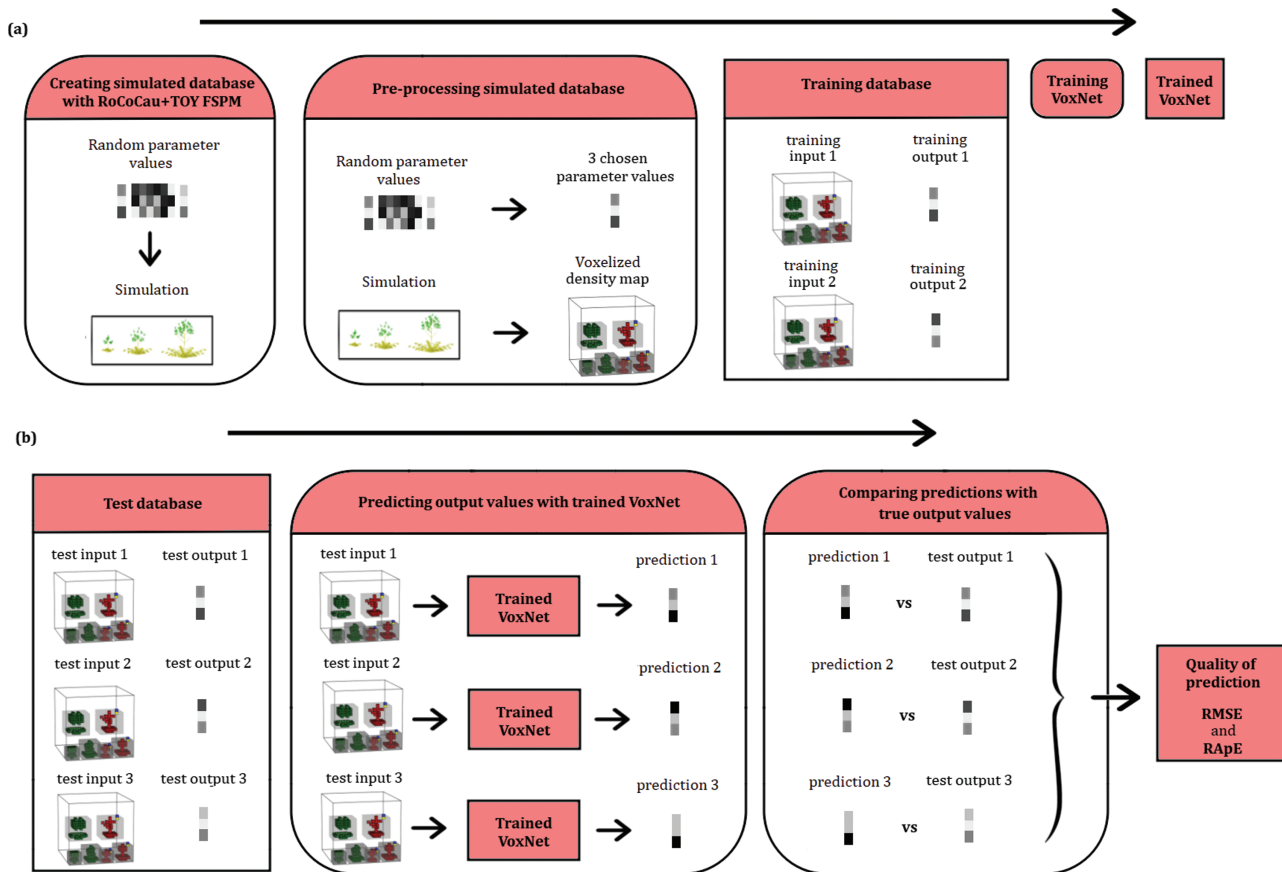 (a)
Creating simulated database
with RoCoCau+TOY FSPM
Random parameter
values
Simulation
Pre-processing simulated database
Random parameter
values
3 chosen
parameter values
Simulation
Voxelized
density map
Training database
training
input 1
training
output 1
training
input 2
training
output 2
Training
VoxNet
Trained
VoxNet
(b)
Test database
test input 1
test output 1
test input 2
test output 2
test input 3
test output 3
Predicting output values with trained VoxNet
test input 1
Trained
VoxNet
prediction 1
test input 2
Trained
VoxNet
prediction 2
test input 3
Trained
VoxNet
prediction 3
Comparing predictions with
true output values
prediction 1
vs
test output 1
prediction 2
vs
test output 2
prediction 3
vs
test output 3
Quality of
prediction
RMSE
and
RApE